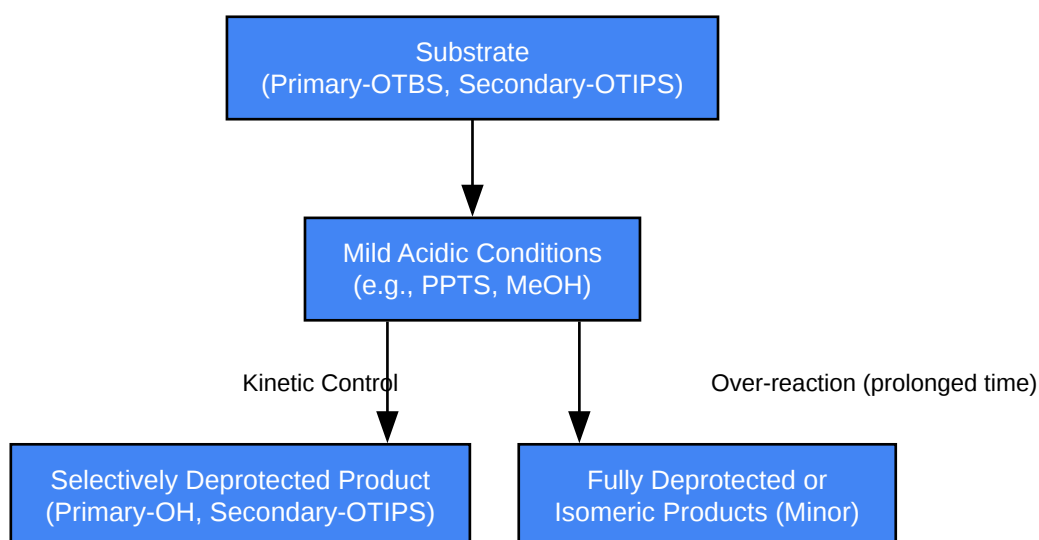 Substrate
(Primary-OTBS, Secondary-OTIPS)
Mild Acidic Conditions
(e.g., PPTS, MeOH)
Kinetic Control
Over-reaction (prolonged time)
Selectively Deprotected Product
(Primary-OH, Secondary-OTIPS)
Fully Deprotected or
Isomeric Products (Minor)